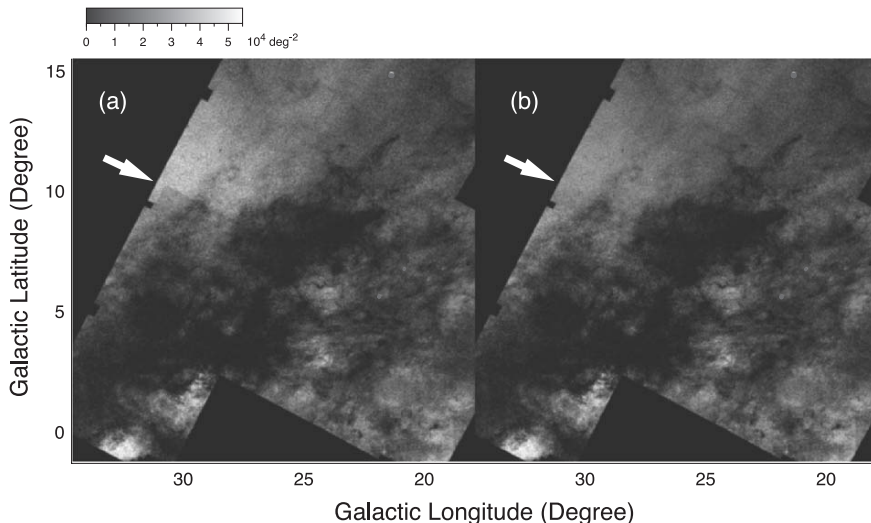 0 1 2 3 4 5 10⁴ deg⁻²
15
(a)
(b)
10
5
0
Galactic Latitude (Degree)
30 25 20 30 25 20
Galactic Longitude (Degree)